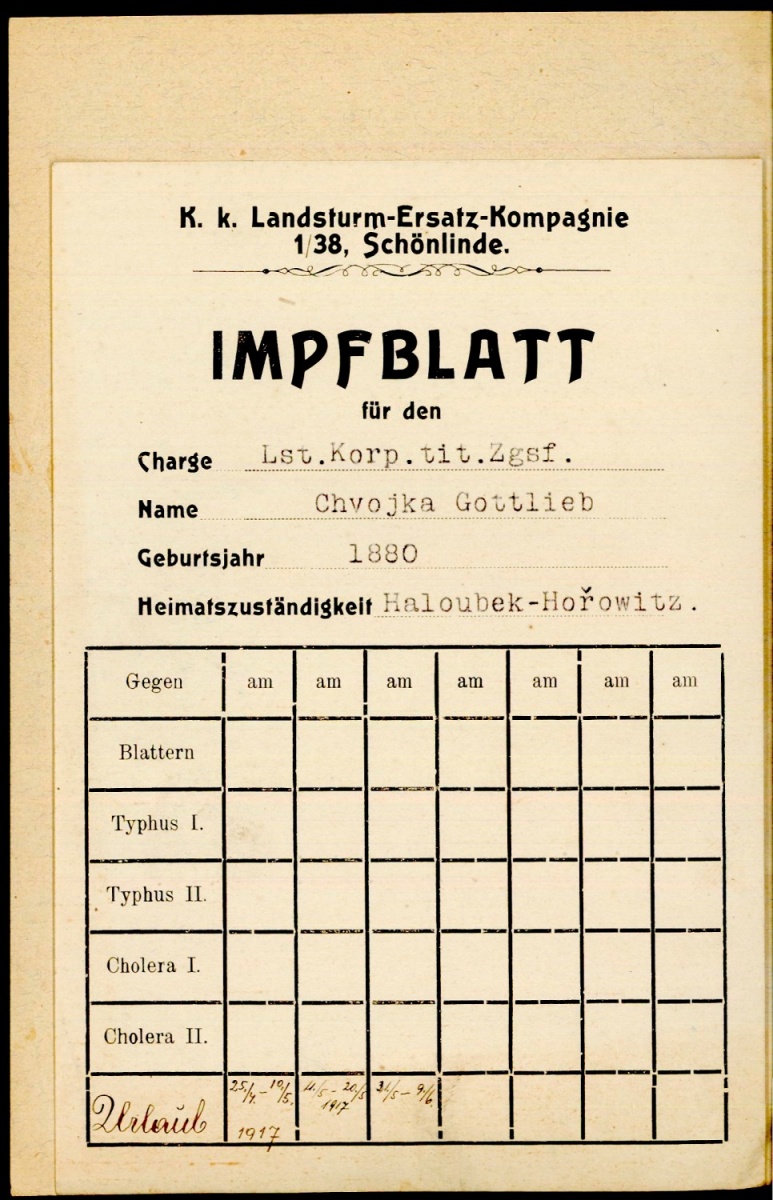 K. k. Landsturm-Ersatz-Kompagnie
1/38, Schönlinde.
IMPFBLATT
für den
Charge Lst.Korp.tit.Zgsf.
Name Chvojka Gottlieb
Geburtsjahr 1880
Heimatszuständigkeit Haloubek-Hořowitz.
Gegen am am am am am am am
Blattern
Typhus I.
Typhus II.
Cholera I.
Cholera II.
Urlaub 25/4. - 10/5. 1917 11/5 - 20/5 1917 31/5 - 9/6.